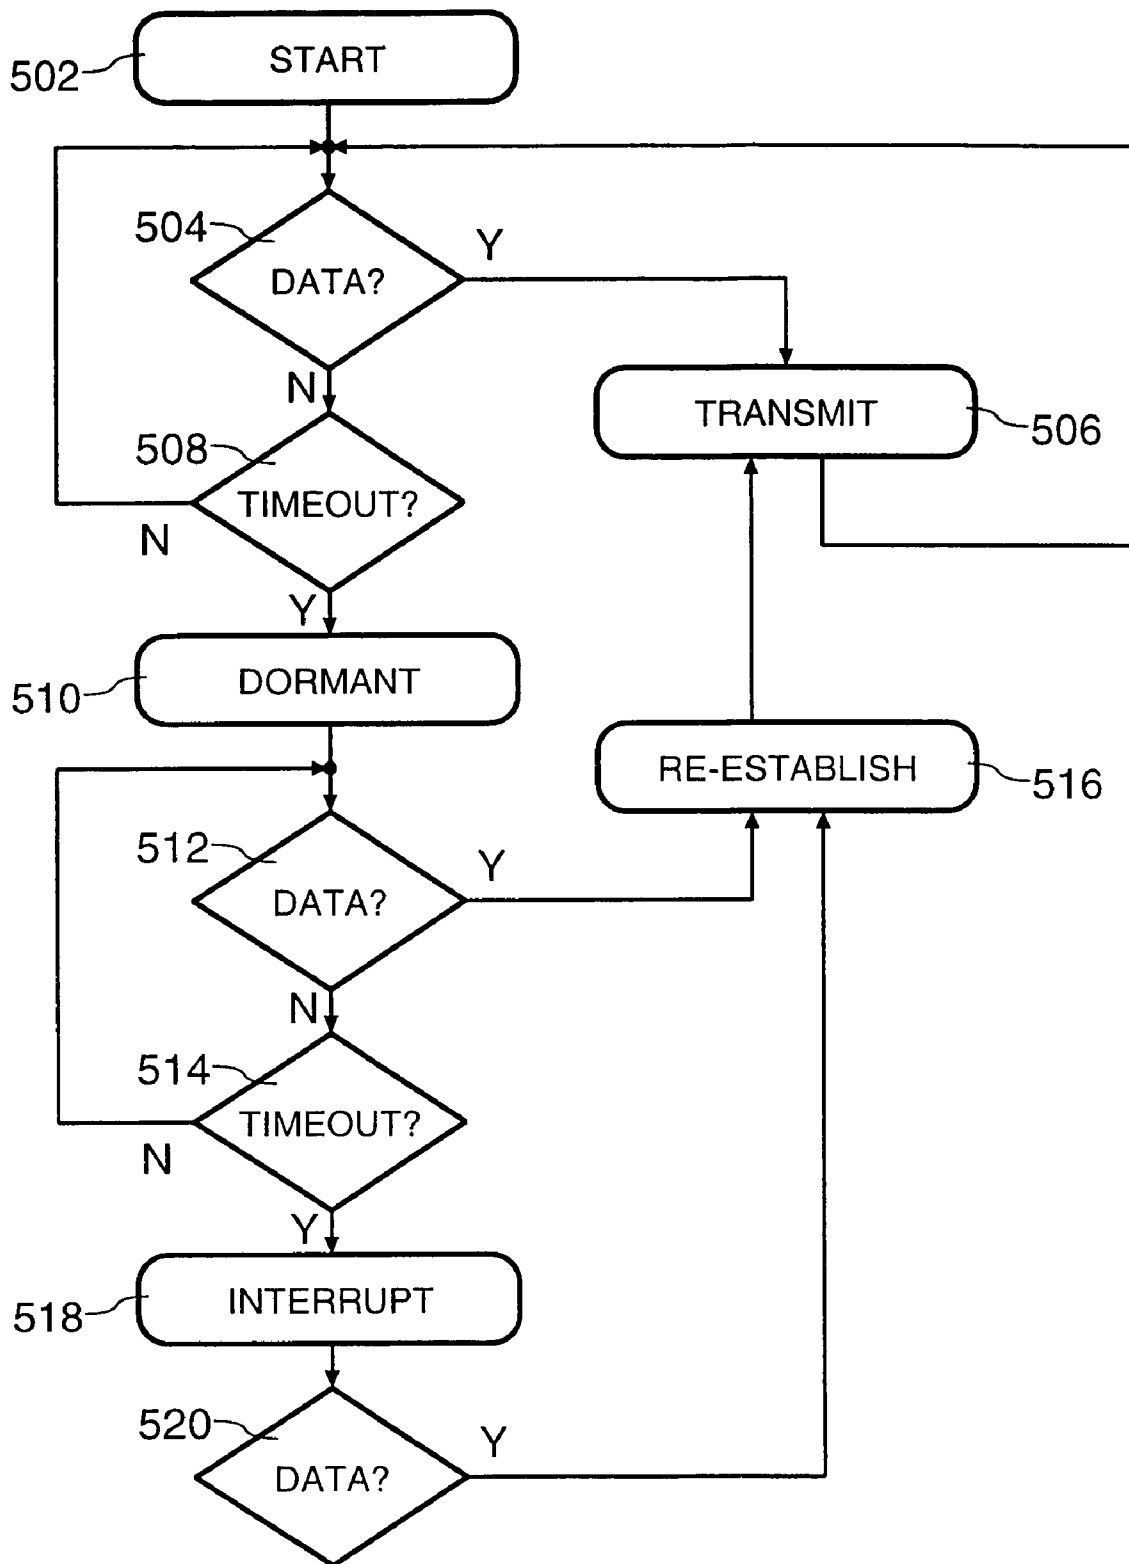 START
502
504
Y
DATA?
N
TRANSMIT
506
508
TIMEOUT?
N
Y
DORMANT
510
RE-ESTABLISH
516
512
Y
DATA?
N
514
TIMEOUT?
N
Y
INTERRUPT
518
520
Y
DATA?